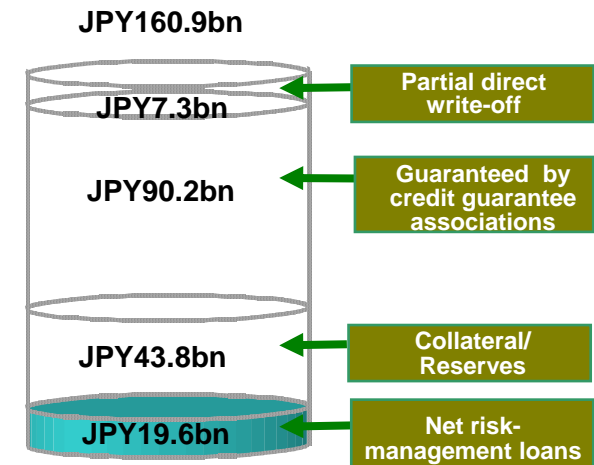 JPY160.9bn
JPY7.3bn
Partial direct
write-off
JPY90.2bn
Guaranteed by
credit guarantee
associations
JPY43.8bn
Collateral/
Reserves
JPY19.6bn
Net risk-
management loans